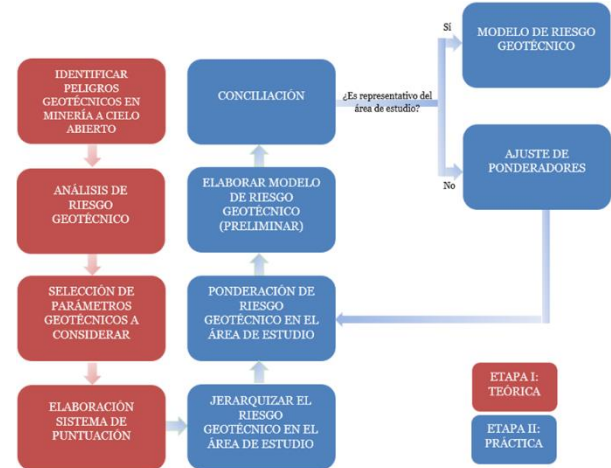 IDENTIFICAR
PELIGROS
GEOTÉCNICOS EN
MINERÍA A CIELO
ABIERTO
ANÁLISIS DE
RIESGO
GEOTÉCNICO
SELECCIÓN DE
PARÁMETROS
GEOTÉCNICOS A
CONSIDERAR
ELABORACIÓN
SISTEMA DE
PUNTUACIÓN
JERARQUIZAR EL
RIESGO
GEOTÉCNICO EN EL
ÁREA DE ESTUDIO
PONDERACIÓN DE
RIESGO
GEOTÉCNICO EN EL
ÁREA DE ESTUDIO
ELABORAR MODELO
DE RIESGO
GEOTÉCNICO
(PRELIMINAR)
CONCILIACIÓN
¿Es representativo del
área de estudio?
Sí
MODELO DE RIESGO
GEOTÉCNICO
No
AJUSTE DE
PONDERADORES
ETAPA I:
TEÓRICA
ETAPA II:
PRÁCTICA